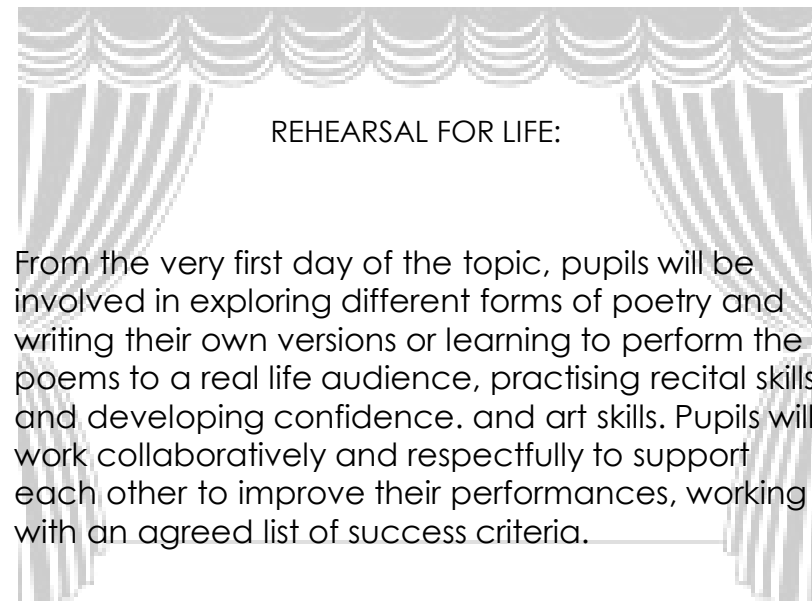 REHEARSAL FOR LIFE:
From the very first day of the topic, pupils will be
involved in exploring different forms of poetry and
writing their own versions or learning to perform the
poems to a real life audience, practising recital skills
and developing confidence. and art skills. Pupils will
work collaboratively and respectfully to support
each other to improve their performances, working
with an agreed list of success criteria.